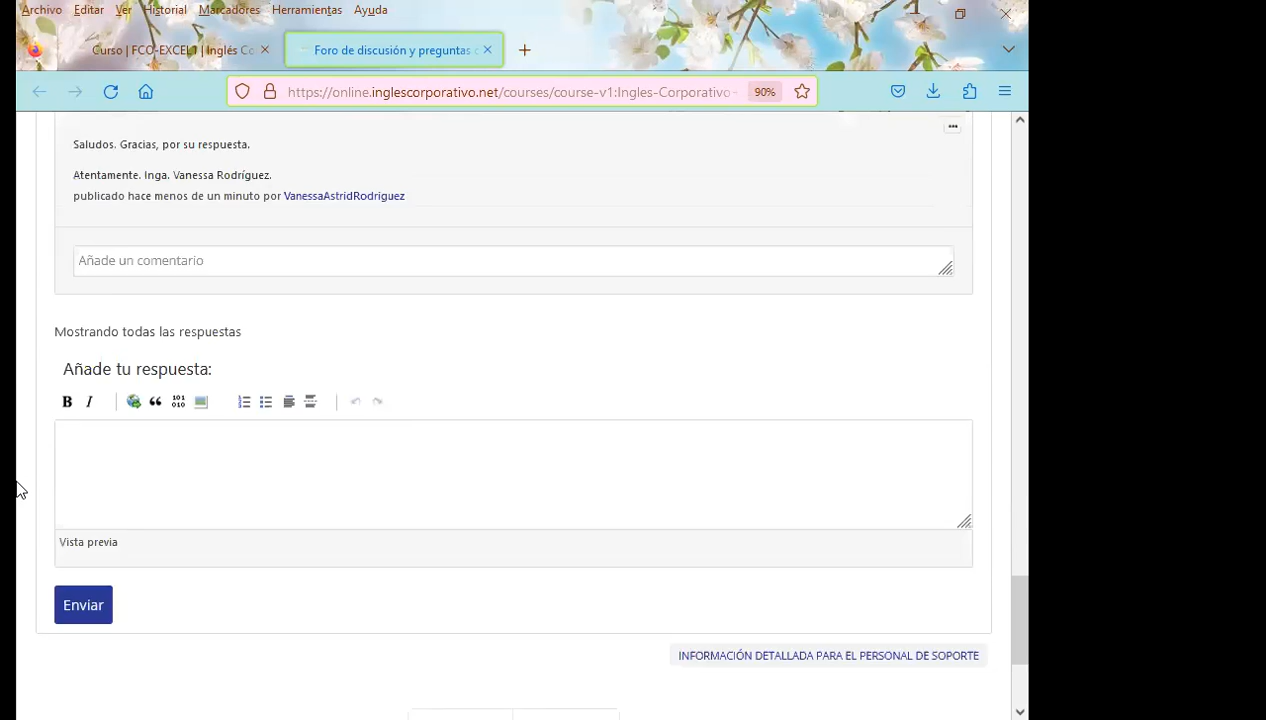 Archivo Editar Ver Historial Marcadores Herramientas Ayuda
Curso | FCO-EXCEL1 | Inglés Co
Foro de discusión y preguntas
https://online.inglescorporativo.net/courses/course-v1:Ingles-Corporativo
90%
Saludos. Gracias, por su respuesta.
Atentamente. Inga. Vanessa Rodríguez.
publicado hace menos de un minuto por VanessaAstridRodriguez
Añade un comentario
Mostrando todas las respuestas
Añade tu respuesta:
B I
101
010
Vista previa
Enviar
INFORMACIÓN DETALLADA PARA EL PERSONAL DE SOPORTE